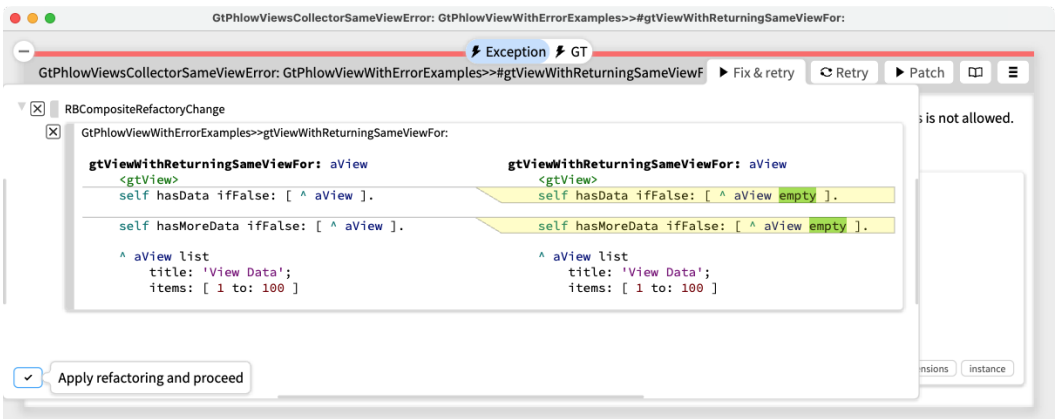 GtPhlowViewsCollectorSameViewError: GtPhlowViewWithErrorExamples>>#gtViewWithReturningSameViewFor:
Exception GT
GtPhlowViewsCollectorSameViewError: GtPhlowViewWithErrorExamples>>#gtViewWithReturningSameViewF Fix & retry Retry Patch
is not allowed.
RBCompositeRefactoryChange
GtPhlowViewWithErrorExamples>>gtViewWithReturningSameViewFor:
gtViewWithReturningSameViewFor: aView
<gtView>
self hasData ifFalse: [ ^ aView ].
self hasMoreData ifFalse: [ ^ aView ].
^ aView list
title: 'View Data';
items: [ 1 to: 100 ]
gtViewWithReturningSameViewFor: aView
<gtView>
self hasData ifFalse: [ ^ aView empty ].
self hasMoreData ifFalse: [ ^ aView empty ].
^ aView list
title: 'View Data';
items: [ 1 to: 100 ]
Apply refactoring and proceed
instance